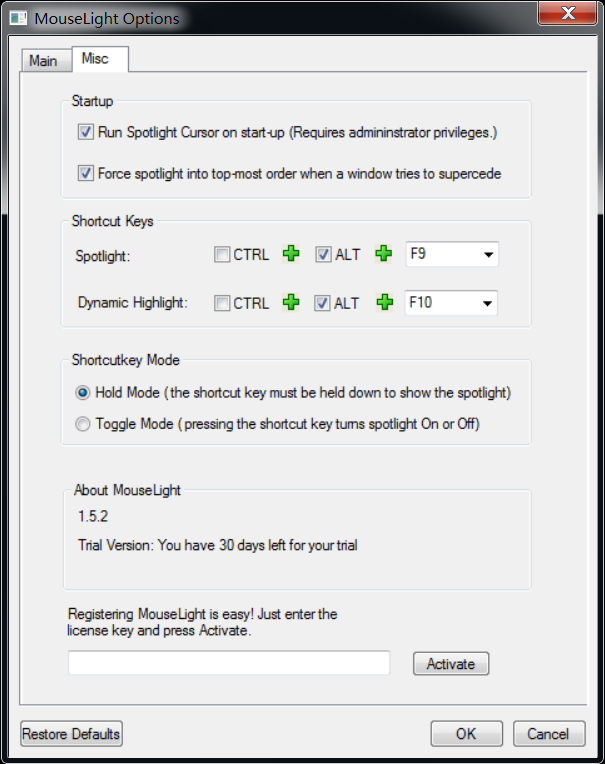 MouseLight Options
Main
Misc
Startup
Run Spotlight Cursor on start-up (Requires admininstrator privileges.)
Force spotlight into top-most order when a window tries to supercede
Shortcut Keys
Spotlight: CTRL ALT F9
Dynamic Highlight: CTRL ALT F10
Shortcutkey Mode
Hold Mode (the shortcut key must be held down to show the spotlight)
Toggle Mode (pressing the shortcut key turns spotlight On or Off)
About MouseLight
1.5.2
Trial Version: You have 30 days left for your trial
Registering MouseLight is easy! Just enter the
license key and press Activate.
Activate
Restore Defaults
OK
Cancel